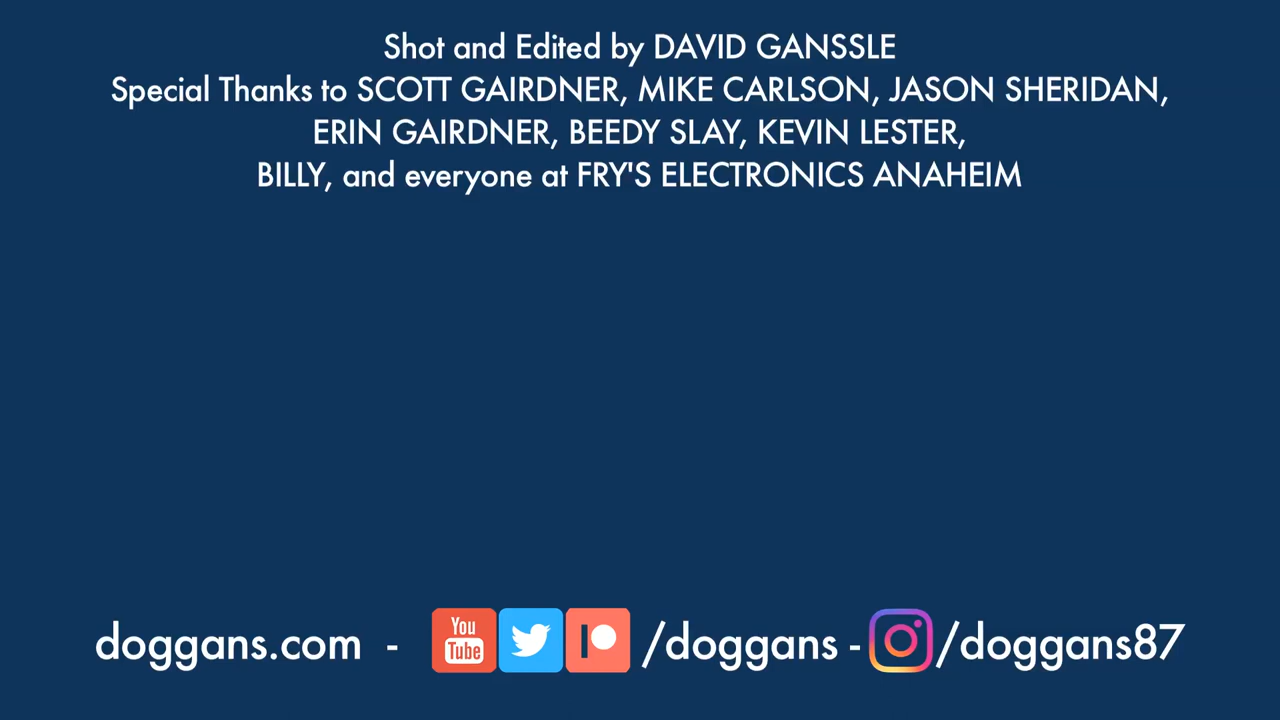 Shot and Edited by DAVID GANSSLE
Special Thanks to SCOTT GAIRDNER, MIKE CARLSON, JASON SHERIDAN,
ERIN GAIRDNER, BEEDY SLAY, KEVIN LESTER,
BILLY, and everyone at FRY'S ELECTRONICS ANAHEIM
doggans.com - You Tube /doggans - /doggans87